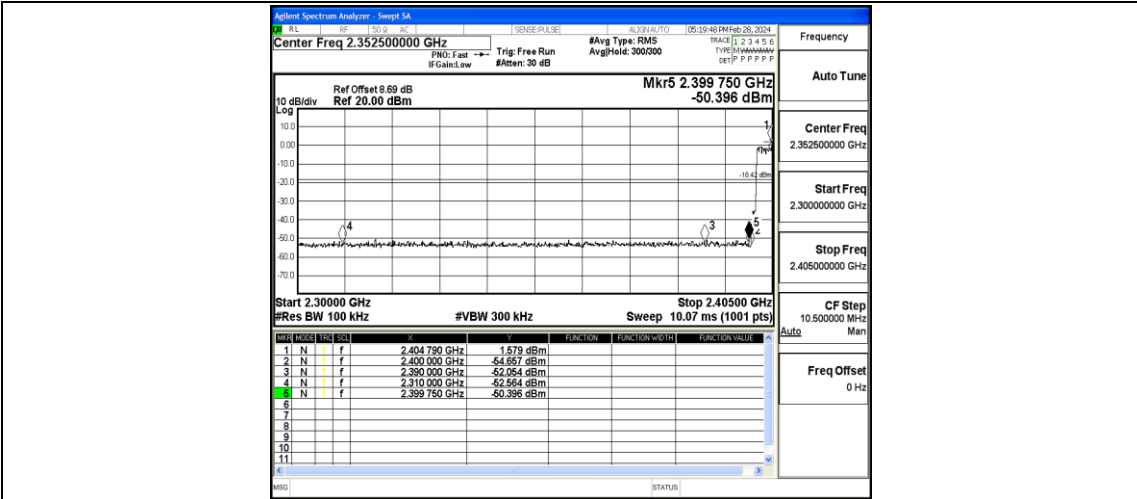 Agilent Spectrum Analyzer - Swept SA
RL RF 50 Ω AC SENSE:PULSE ALIGN AUTO 05:19:48 PM Feb 28, 2024
Center Freq 2.352500000 GHz #Avg Type: RMS TRACE 1 2 3 4 5 6
PNO: Fast Trig: Free Run Avg|Hold: 300/300 TYPE M WWWWW
IFGain:Low #Atten: 30 dB DET P P P P P P
Mkr5 2.399 750 GHz
Ref Offset 8.69 dB
10 dB/div Ref 20.00 dBm -50.396 dBm
Log
10.0
0.00
-10.0
-20.0
-30.0
-40.0
-50.0
-60.0
-70.0
1
-18.42 dBm
4
3
5
2
Start 2.30000 GHz Stop 2.40500 GHz
#Res BW 100 kHz #VBW 300 kHz Sweep 10.07 ms (1001 pts)
MKR MODE TRC SCL X Y FUNCTION FUNCTION WIDTH FUNCTION VALUE
1 N 1 f 2.404 790 GHz 1.579 dBm
2 N 1 f 2.400 000 GHz -54.657 dBm
3 N 1 f 2.390 000 GHz -52.054 dBm
4 N 1 f 2.310 000 GHz -52.564 dBm
5 N 1 f 2.399 750 GHz -50.396 dBm
6
7
8
9
10
11
MSG STATUS
Frequency
Auto Tune
Center Freq
2.352500000 GHz
Start Freq
2.300000000 GHz
Stop Freq
2.405000000 GHz
CF Step
10.500000 MHz
Auto Man
Freq Offset
0 Hz